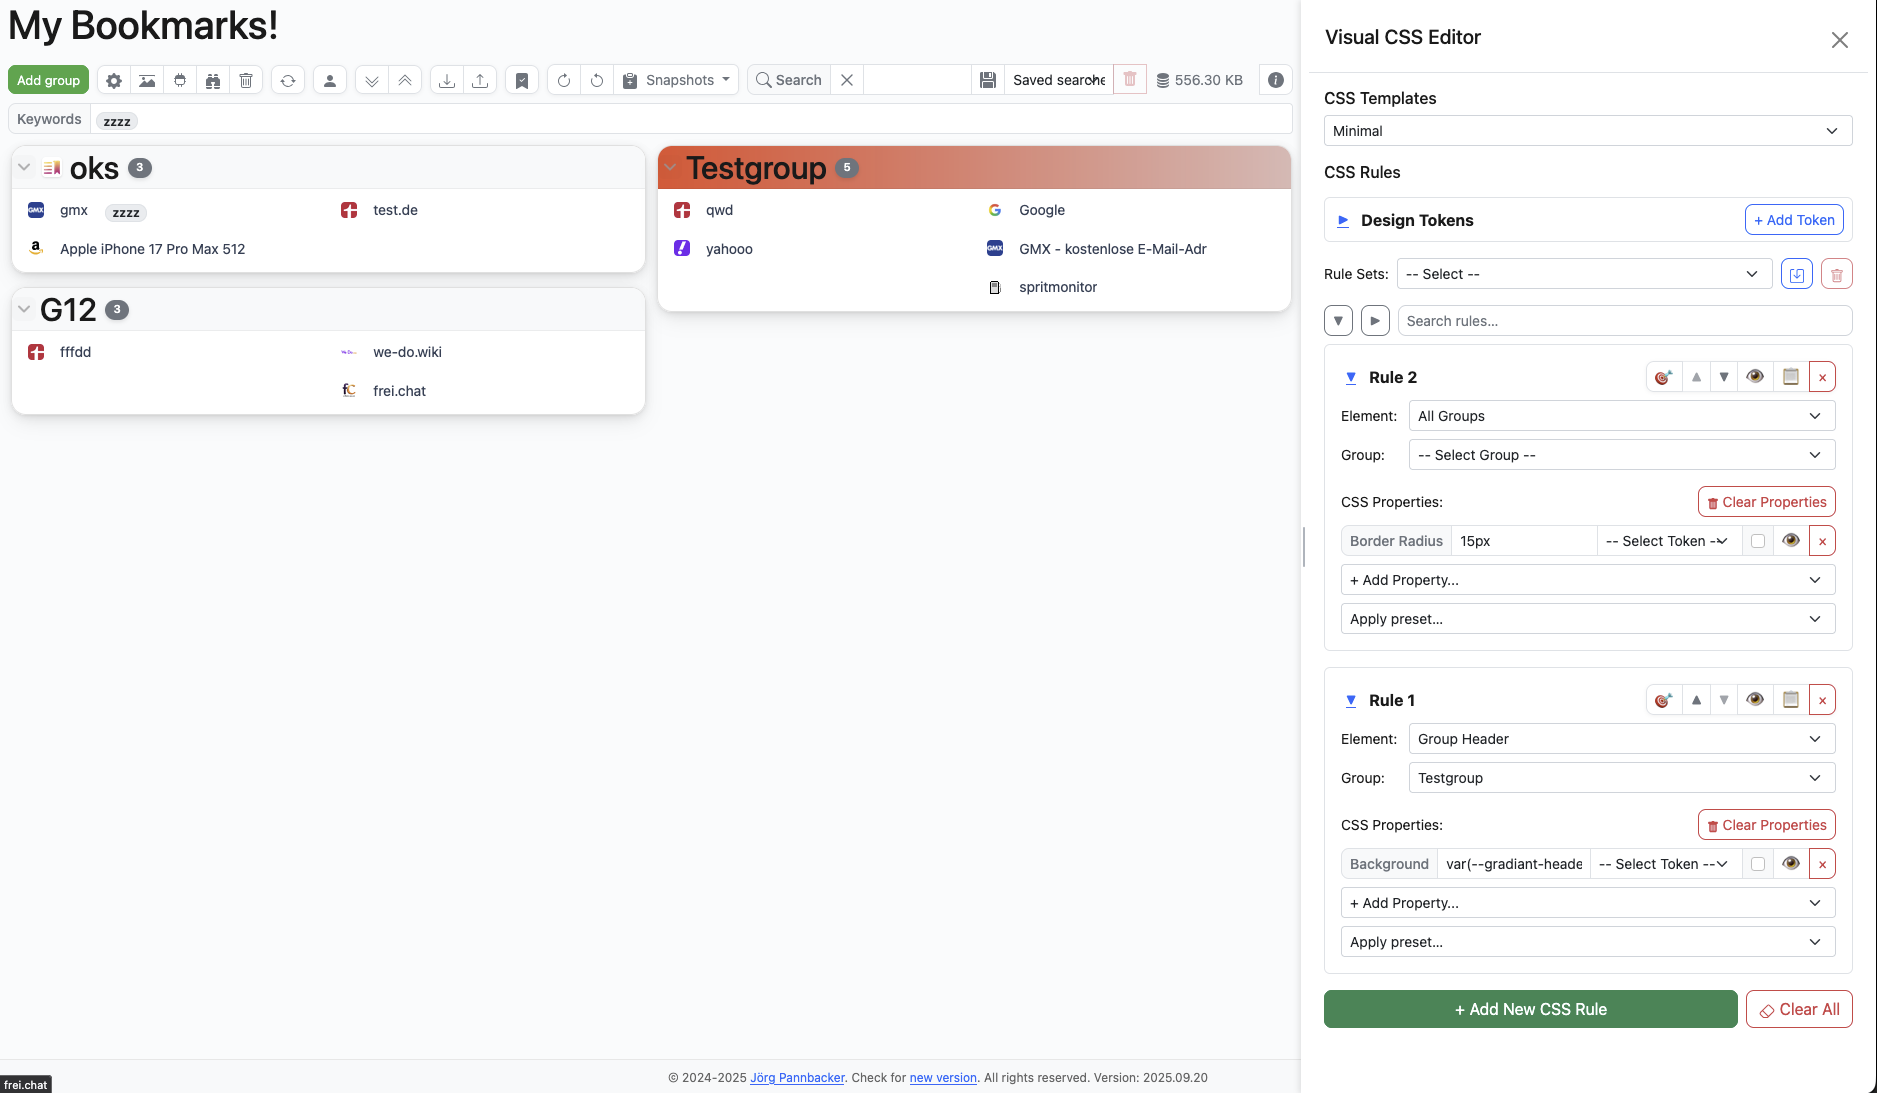 My Bookmarks!
Add group
Snapshots
Search
Saved searche
556.30 KB
Keywords
zzzz
oks 3
gmx zzzz
test.de
Apple iPhone 17 Pro Max 512
G12 3
fffdd
we-do.wiki
frei.chat
Testgroup 5
qwd
Google
yahooo
GMX - kostenlose E-Mail-Adr
spritmonitor
© 2024-2025 Jörg Pannbacker. Check for new version. All rights reserved. Version: 2025.09.20
frei.chat
Visual CSS Editor
CSS Templates
Minimal
CSS Rules
Design Tokens
+ Add Token
Rule Sets: -- Select --
Search rules...
Rule 2
Element: All Groups
Group: -- Select Group --
CSS Properties: Clear Properties
Border Radius 15px -- Select Token --
+ Add Property...
Apply preset...
Rule 1
Element: Group Header
Group: Testgroup
CSS Properties: Clear Properties
Background var(--gradiant-heade -- Select Token --
+ Add Property...
Apply preset...
+ Add New CSS Rule
Clear All